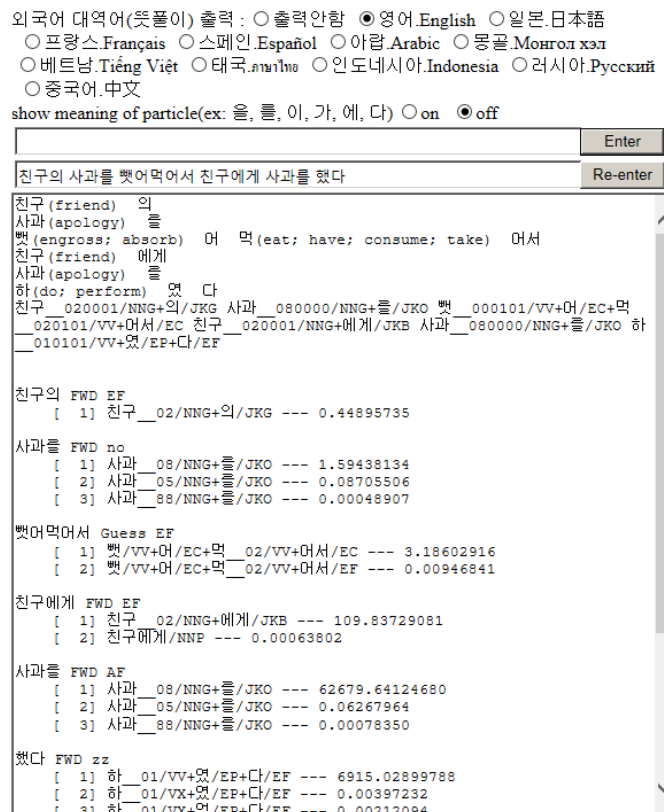 외국어 대역어(뜻풀이) 출력 : ○ 출력안함 ◉ 영어.English ○ 일본.日本語
○ 프랑스.Français ○ 스페인.Español ○ 아랍.Arabic ○ 몽골.Монгол хэл
○ 베트남.Tiếng Việt ○ 태국.ภาษาไทย ○ 인도네시아.Indonesia ○ 러시아.Русский
○ 중국어.中文
show meaning of particle(ex: 을, 를, 이, 가, 에, 다) ○ on ◉ off
Enter
친구의 사과를 뺏어먹어서 친구에게 사과를 했다 Re-enter
친구(friend) 의
사과(apology) 를
뺏(engross; absorb) 어 먹(eat; have; consume; take) 어서
친구(friend) 에게
사과(apology) 를
하(do; perform) 였 다
친구__020001/NNG+의/JKG 사과__080000/NNG+를/JKO 뺏__000101/VV+어/EC+먹
__020101/VV+어서/EC 친구__020001/NNG+에게/JKB 사과__080000/NNG+를/JKO 하
__010101/VV+였/EP+다/EF
친구의 FWD EF
[ 1] 친구__02/NNG+의/JKG --- 0.44895735
사과를 FWD no
[ 1] 사과__08/NNG+를/JKO --- 1.59438134
[ 2] 사과__05/NNG+를/JKO --- 0.08705506
[ 3] 사과__88/NNG+를/JKO --- 0.00048907
뺏어먹어서 Guess EF
[ 1] 뺏/VV+어/EC+먹__02/VV+어서/EC --- 3.18602916
[ 2] 뺏/VV+어/EC+먹__02/VV+어서/EF --- 0.00946841
친구에게 FWD EF
[ 1] 친구__02/NNG+에게/JKB --- 109.83729081
[ 2] 친구에게/NNP --- 0.00063802
사과를 FWD AF
[ 1] 사과__08/NNG+를/JKO --- 62679.64124680
[ 2] 사과__05/NNG+를/JKO --- 0.06267964
[ 3] 사과__88/NNG+를/JKO --- 0.00078350
했다 FWD zz
[ 1] 하__01/VV+였/EP+다/EF --- 6915.02899788
[ 2] 하__01/VX+였/EP+다/EF --- 0.00397232
[ 3] 하__01/VX+었/EP+다/EF --- 0.00212094